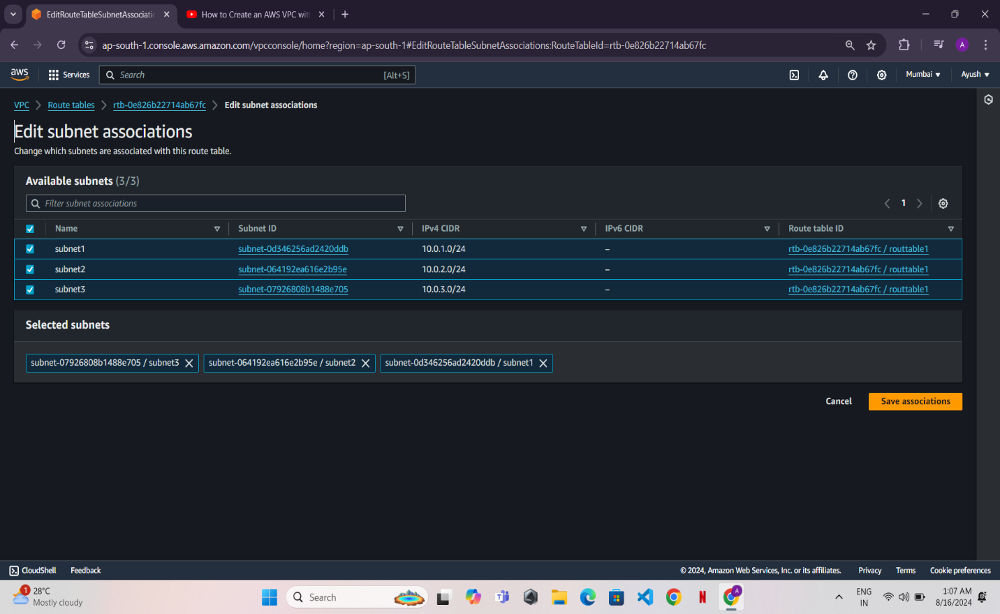 EditRouteTableSubnetAssociatio
How to Create an AWS VPC wit
ap-south-1.console.aws.amazon.com/vpcconsole/home?region=ap-south-1#EditRouteTableSubnetAssociations:RouteTableId=rtb-0e826b22714ab67fc
A
aws Services Search [Alt+S] Mumbai Ayush
VPC Route tables rtb-0e826b22714ab67fc Edit subnet associations
Edit subnet associations
Change which subnets are associated with this route table.
Available subnets (3/3)
Filter subnet associations 1
Name Subnet ID IPv4 CIDR IPv6 CIDR Route table ID
subnet1 subnet-0d346256ad2420ddb 10.0.1.0/24 – rtb-0e826b22714ab67fc / routtable1
subnet2 subnet-064192ea616e2b95e 10.0.2.0/24 – rtb-0e826b22714ab67fc / routtable1
subnet3 subnet-07926808b1488e705 10.0.3.0/24 – rtb-0e826b22714ab67fc / routtable1
Selected subnets
subnet-07926808b1488e705 / subnet3 subnet-064192ea616e2b95e / subnet2 subnet-0d346256ad2420ddb / subnet1
Cancel Save associations
CloudShell Feedback © 2024, Amazon Web Services, Inc. or its affiliates. Privacy Terms Cookie preferences
1
28°C
Mostly cloudy
Search
N
A
ENG
IN
1:07 AM
8/16/2024